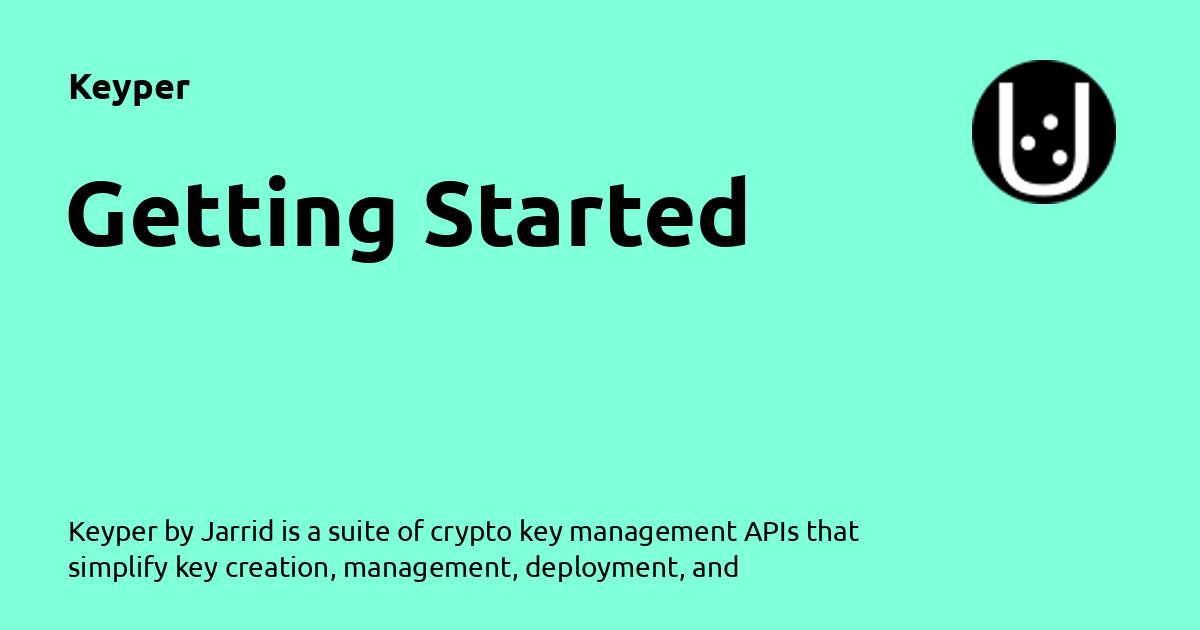 Keyper
Getting Started
Keyper by Jarrid is a suite of crypto key management APIs that
simplify key creation, management, deployment, and